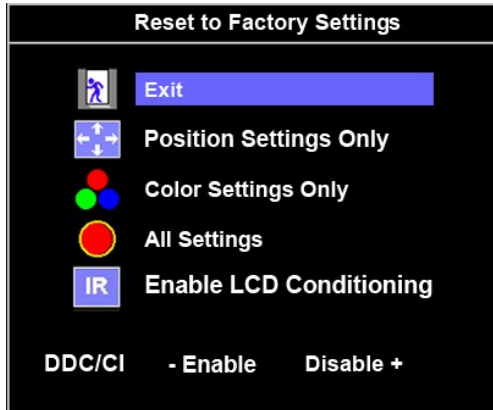 Reset to Factory Settings
Exit
Position Settings Only
Color Settings Only
All Settings
IR Enable LCD Conditioning
DDC/CI - Enable Disable +